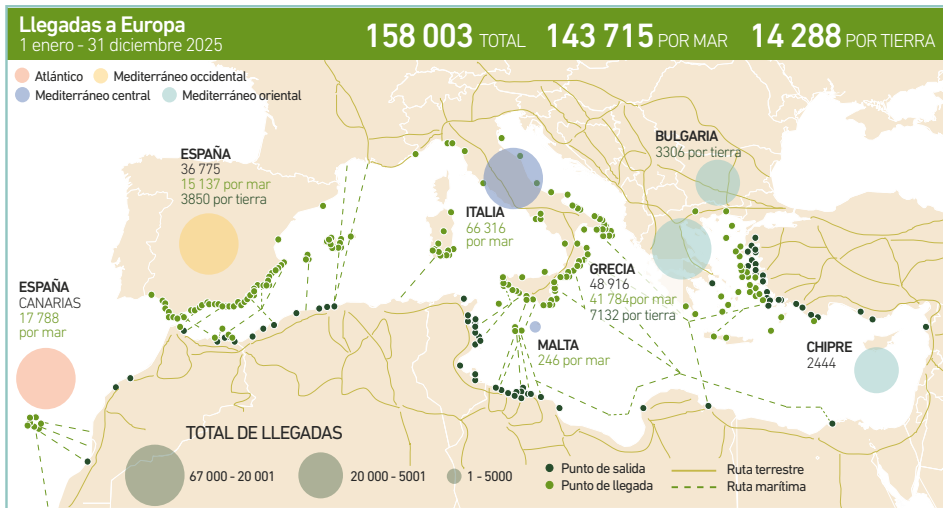 Llegadas a Europa
1 enero - 31 diciembre 2025
158 003 TOTAL 143 715 POR MAR 14 288 POR TIERRA
Atlántico Mediterráneo occidental
Mediterráneo central Mediterráneo oriental
ESPAÑA
36 775
15 137 por mar
3850 por tierra
BULGARIA
3306 por tierra
ITALIA
66 316
por mar
GRECIA
48 916
41 784por mar
7132 por tierra
ESPAÑA
CANARIAS
17 788
por mar
MALTA
246 por mar
CHIPRE
2444
TOTAL DE LLEGADAS
67 000 - 20 001
20 000 - 5001
1 - 5000
Punto de salida
Punto de llegada
Ruta terrestre
Ruta marítima